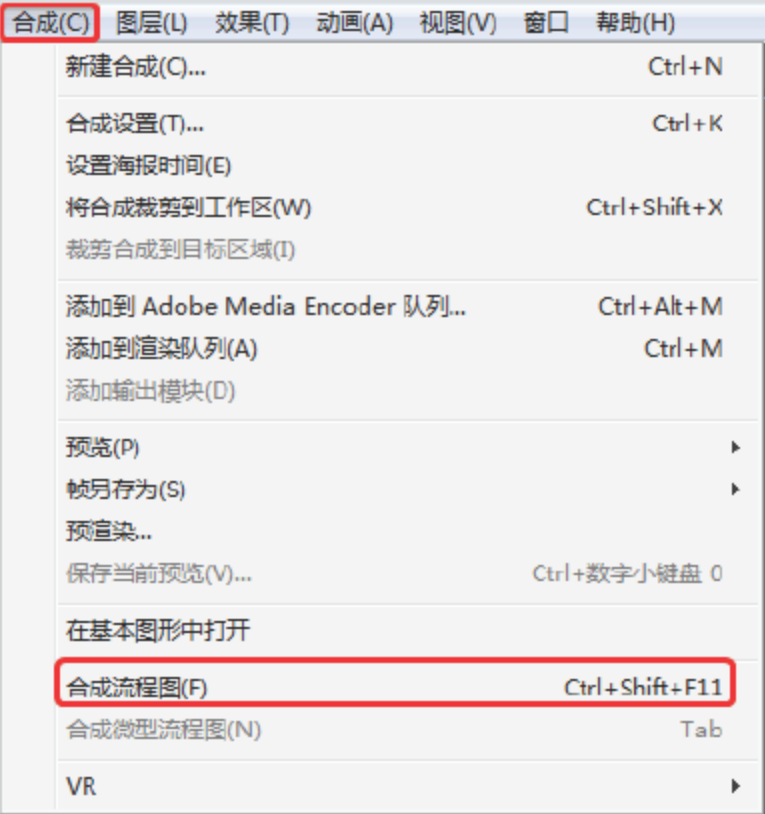 合成(C) 图层(L) 效果(T) 动画(A) 视图(V) 窗口 帮助(H)
新建合成(C)... Ctrl+N
合成设置(T)... Ctrl+K
设置海报时间(E)
将合成裁剪到工作区(W) Ctrl+Shift+X
裁剪合成到目标区域(I)
添加到 Adobe Media Encoder 队列... Ctrl+Alt+M
添加到渲染队列(A) Ctrl+M
添加输出模块(D)
预览(P)
帧另存为(S)
预渲染...
保存当前预览(V)... Ctrl+数字小键盘 0
在基本图形中打开
合成流程图(F) Ctrl+Shift+F11
合成微型流程图(N) Tab
VR